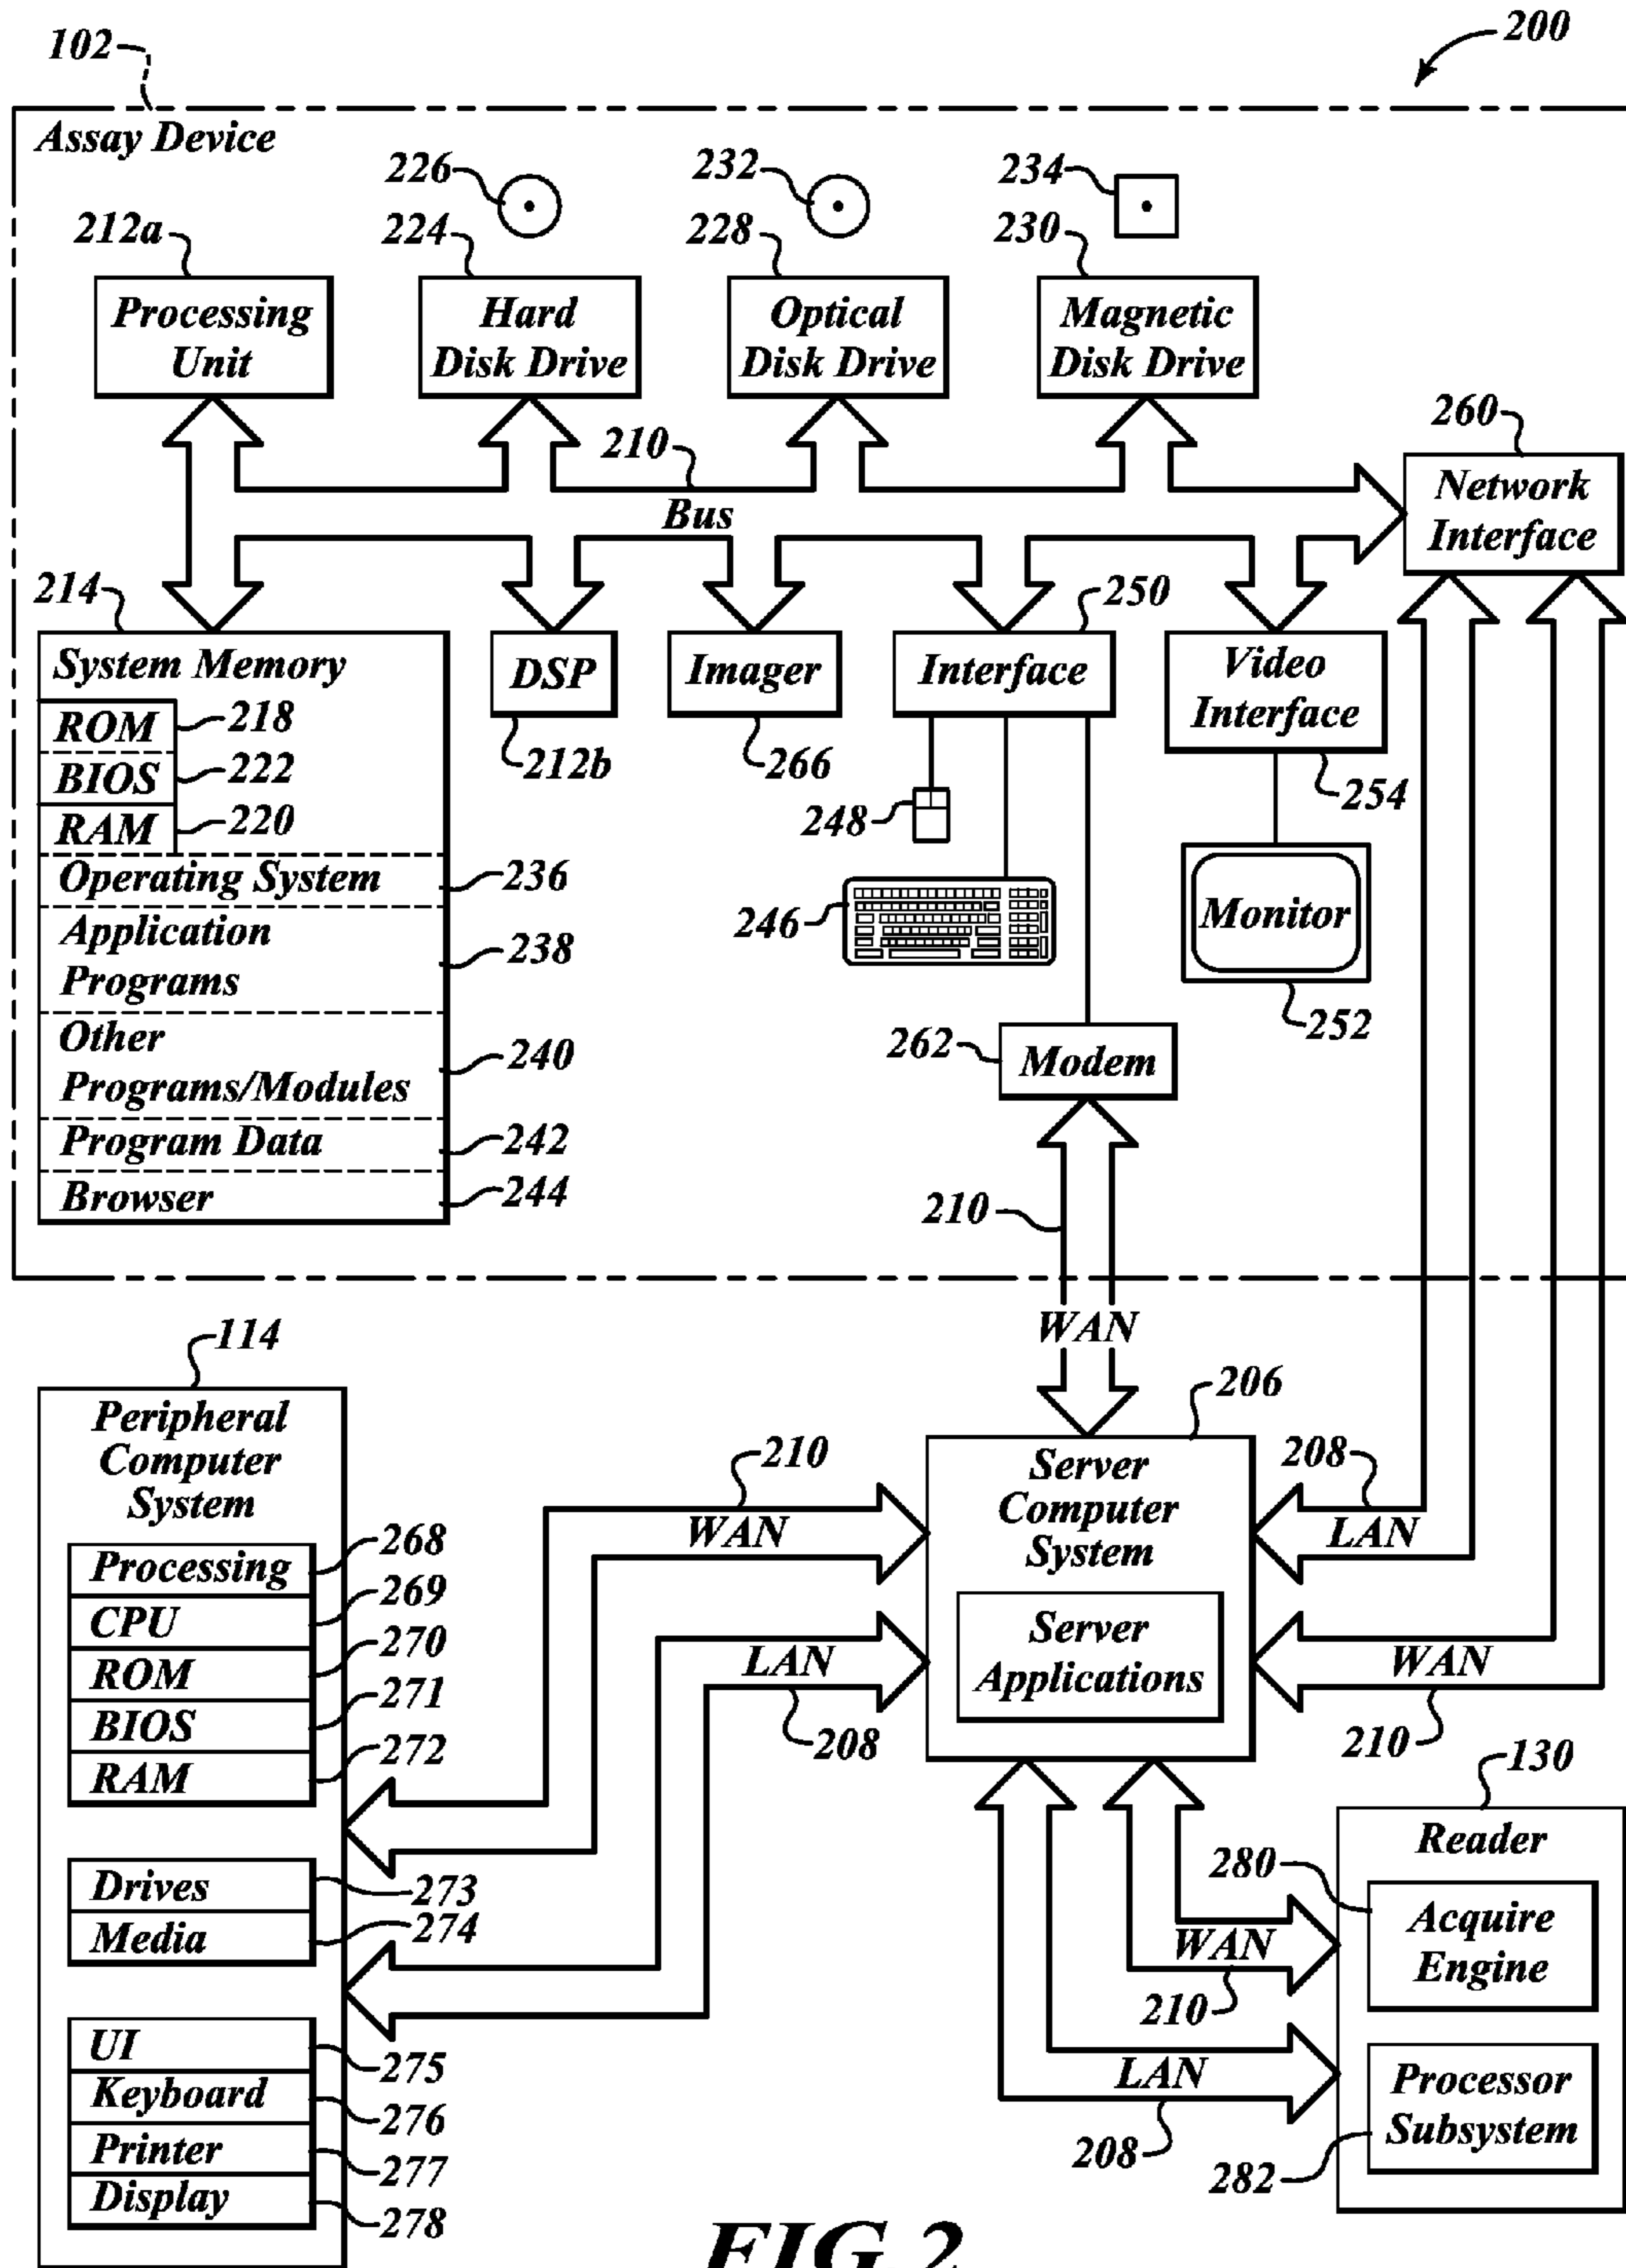 200
102
Assay Device
226
232
234
212a
224
228
230
Processing
Unit
Hard
Disk Drive
Optical
Disk Drive
Magnetic
Disk Drive
260
210
Network
Interface
Bus
214
250
System Memory
DSP
Imager
Interface
Video
Interface
ROM
218
BIOS
222
212b
266
254
RAM
220
248
Operating System
236
246
Monitor
Application
Programs
238
252
Other
Programs/Modules
240
262
Modem
Program Data
242
Browser
244
210
WAN
114
206
Peripheral
Computer
System
Server
Computer
System
210
WAN
208
LAN
Processing
268
CPU
269
ROM
270
BIOS
271
RAM
272
LAN
208
Server
Applications
WAN
210
130
Reader
280
Acquire
Engine
Drives
273
Media
274
WAN
210
UI
275
Keyboard
276
Printer
277
Display
278
LAN
208
Processor
Subsystem
282
FIG.2